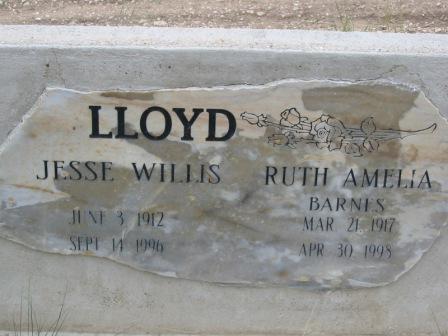 LLOYD
JESSE WILLIS
JUNE 3 1912
SEPT 14 1996
RUTH AMELIA
BARNES
MAR 21, 1917
APR 30, 1998